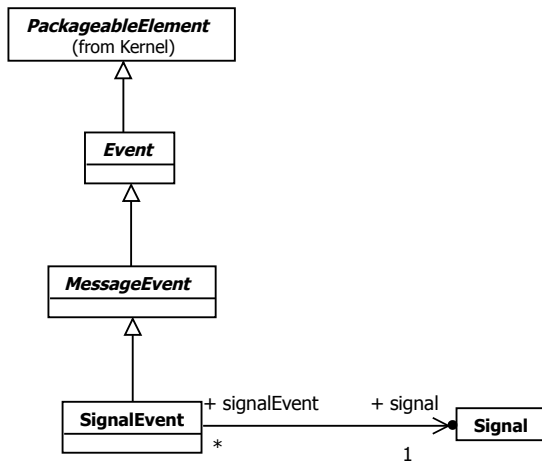 PackageableElement
(from Kernel)
Event
MessageEvent
SignalEvent
+ signalEvent
+ signal
Signal
*
1